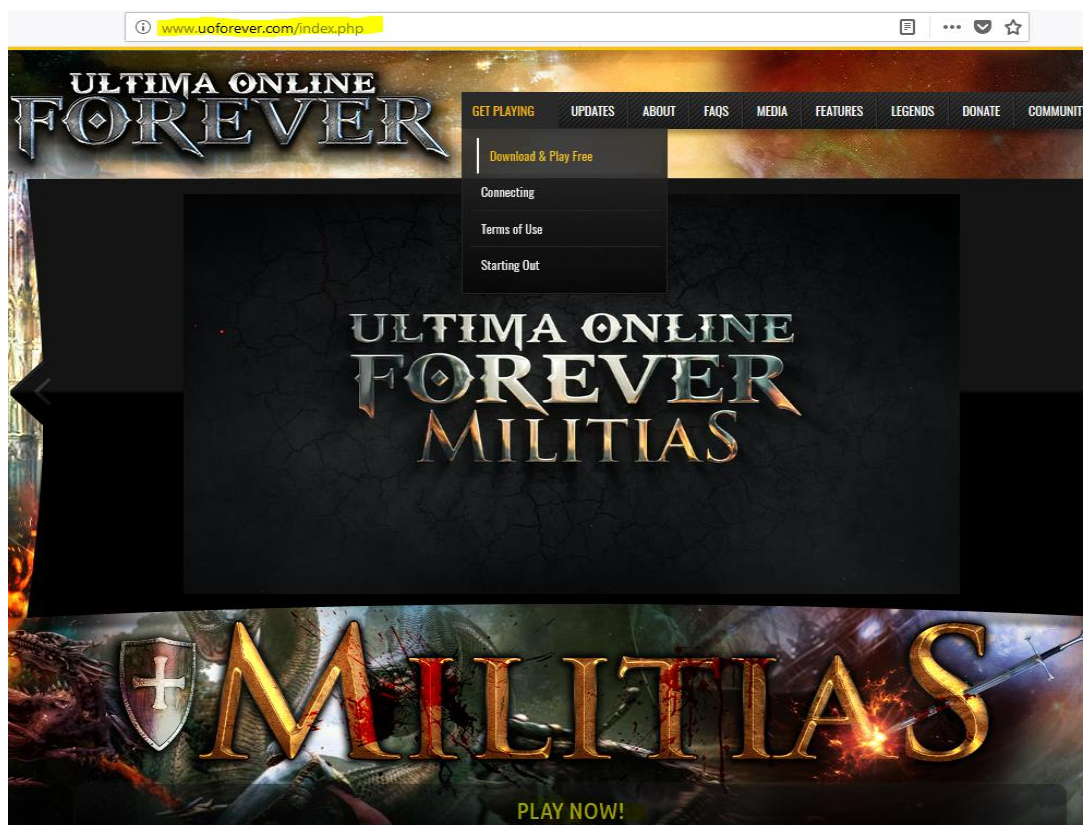 www.uoforever.com/index.php
ULTIMA ONLINE
FOREVER
GET PLAYING UPDATES ABOUT FAQS MEDIA FEATURES LEGENDS DONATE COMMUNIT
Download & Play Free
Connecting
Terms of Use
Starting Out
ULTIMA ONLINE
FOREVER
MILITIAS
MILITIAS
PLAY NOW!